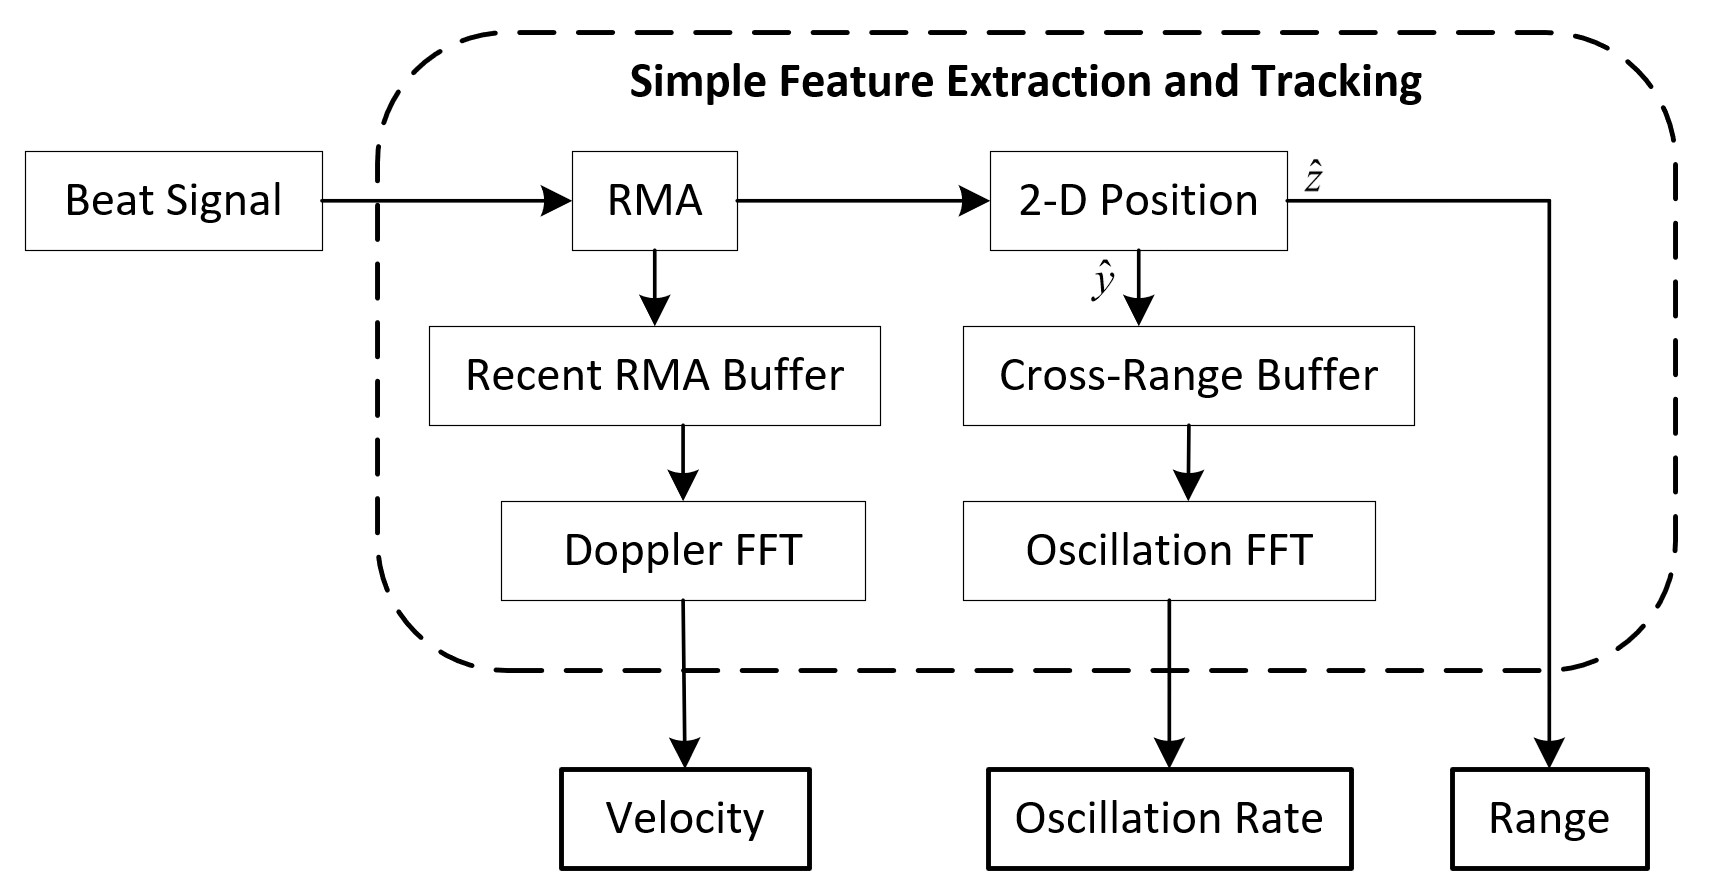 Simple Feature Extraction and Tracking
Beat Signal
RMA
2-D Position
ẑ
ŷ
Recent RMA Buffer
Cross-Range Buffer
Doppler FFT
Oscillation FFT
Velocity
Oscillation Rate
Range